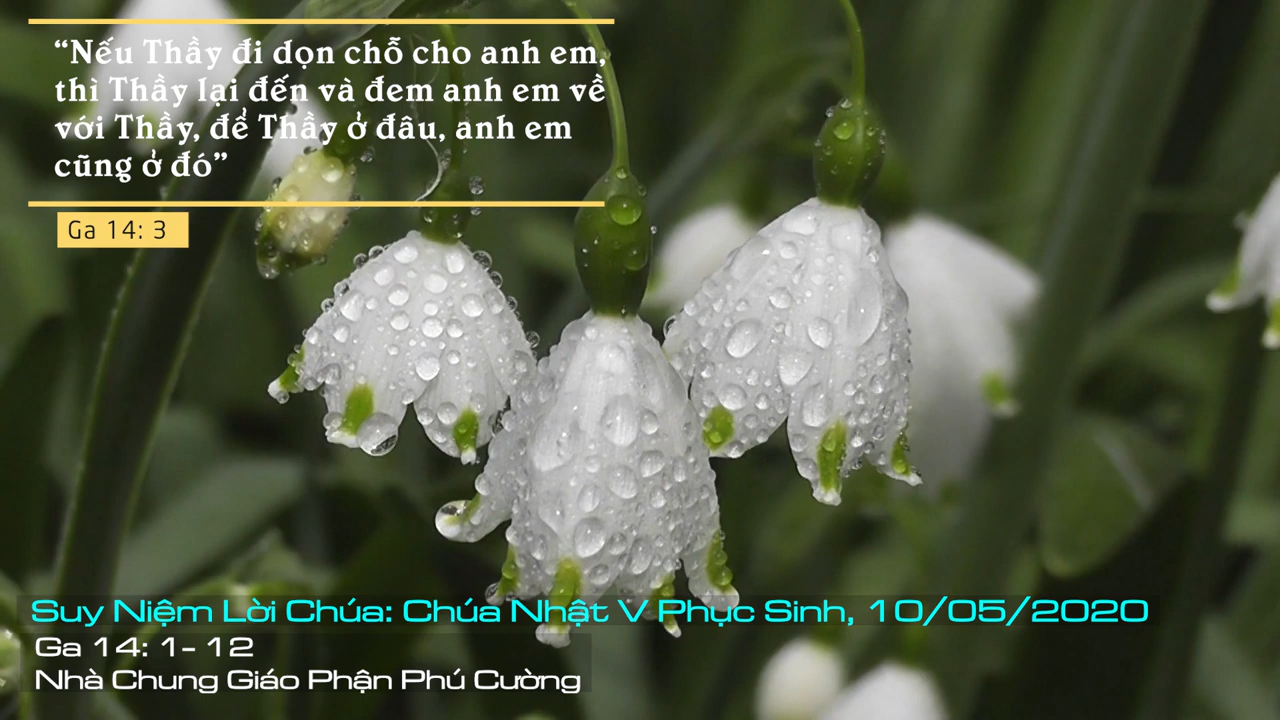 “Nếu Thầy đi dọn chỗ cho anh em,
thì Thầy lại đến và đem anh em về
với Thầy, để Thầy ở đâu, anh em
cũng ở đó”
Ga 14: 3
Suy Niệm Lời Chúa: Chúa Nhật V Phục Sinh, 10/05/2020
Ga 14: 1- 12
Nhà Chung Giáo Phận Phú Cường